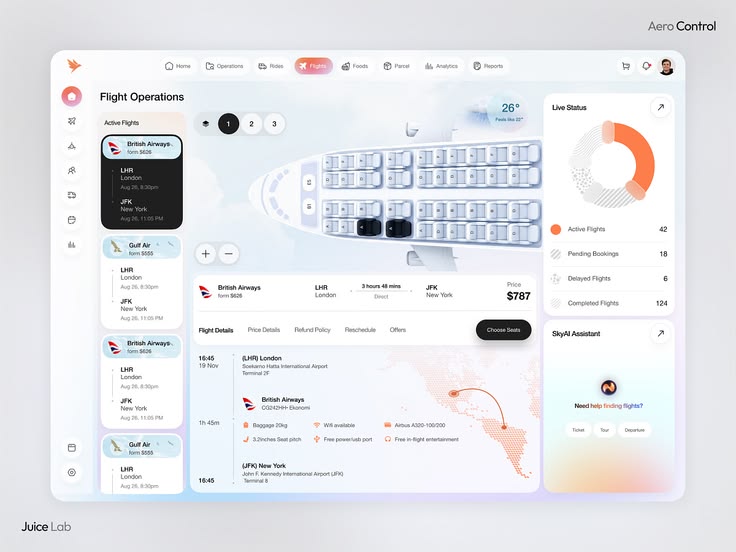 Aero Control
Home
Operations
Rides
Flights
Foods
Parcel
Analytics
Reports
Flight Operations
Active Flights
British Airways
form $626
LHR
London
Aug 26, 8:30pm
JFK
New York
Aug 26, 11:05 PM
Gulf Air
form $555
LHR
London
Aug 26, 8:30pm
JFK
New York
Aug 26, 11:05 PM
British Airways
form $626
LHR
London
Aug 26, 8:30pm
JFK
New York
Aug 26, 11:05 PM
Gulf Air
form $555
LHR
London
Aug 26, 8:30pm
1
2
3
26°
Feels like 32°
British Airways
form $626
LHR
London
3 hours 48 mins
Direct
JFK
New York
Price
$787
Flight Details
Price Details
Refund Policy
Reschedule
Offers
Choose Seats
16:45
19 Nov
(LHR) London
Soekarno Hatta International Airport
Terminal 2F
British Airways
CG242HH• Ekonomi
1h 45m
Baggage 20kg
Wifi available
Airbus A320-100/200
3.2inches Seat pitch
Free power/usb port
Free in-flight entertainment
16:45
(JFK) New York
John F. Kennedy International Airport (JFK)
Terminal 8
Live Status
Active Flights
42
Pending Bookings
18
Delayed Flights
6
Completed Flights
124
SkyAI Assistant
Need help finding flights?
Ticket
Tour
Departure
Juice Lab